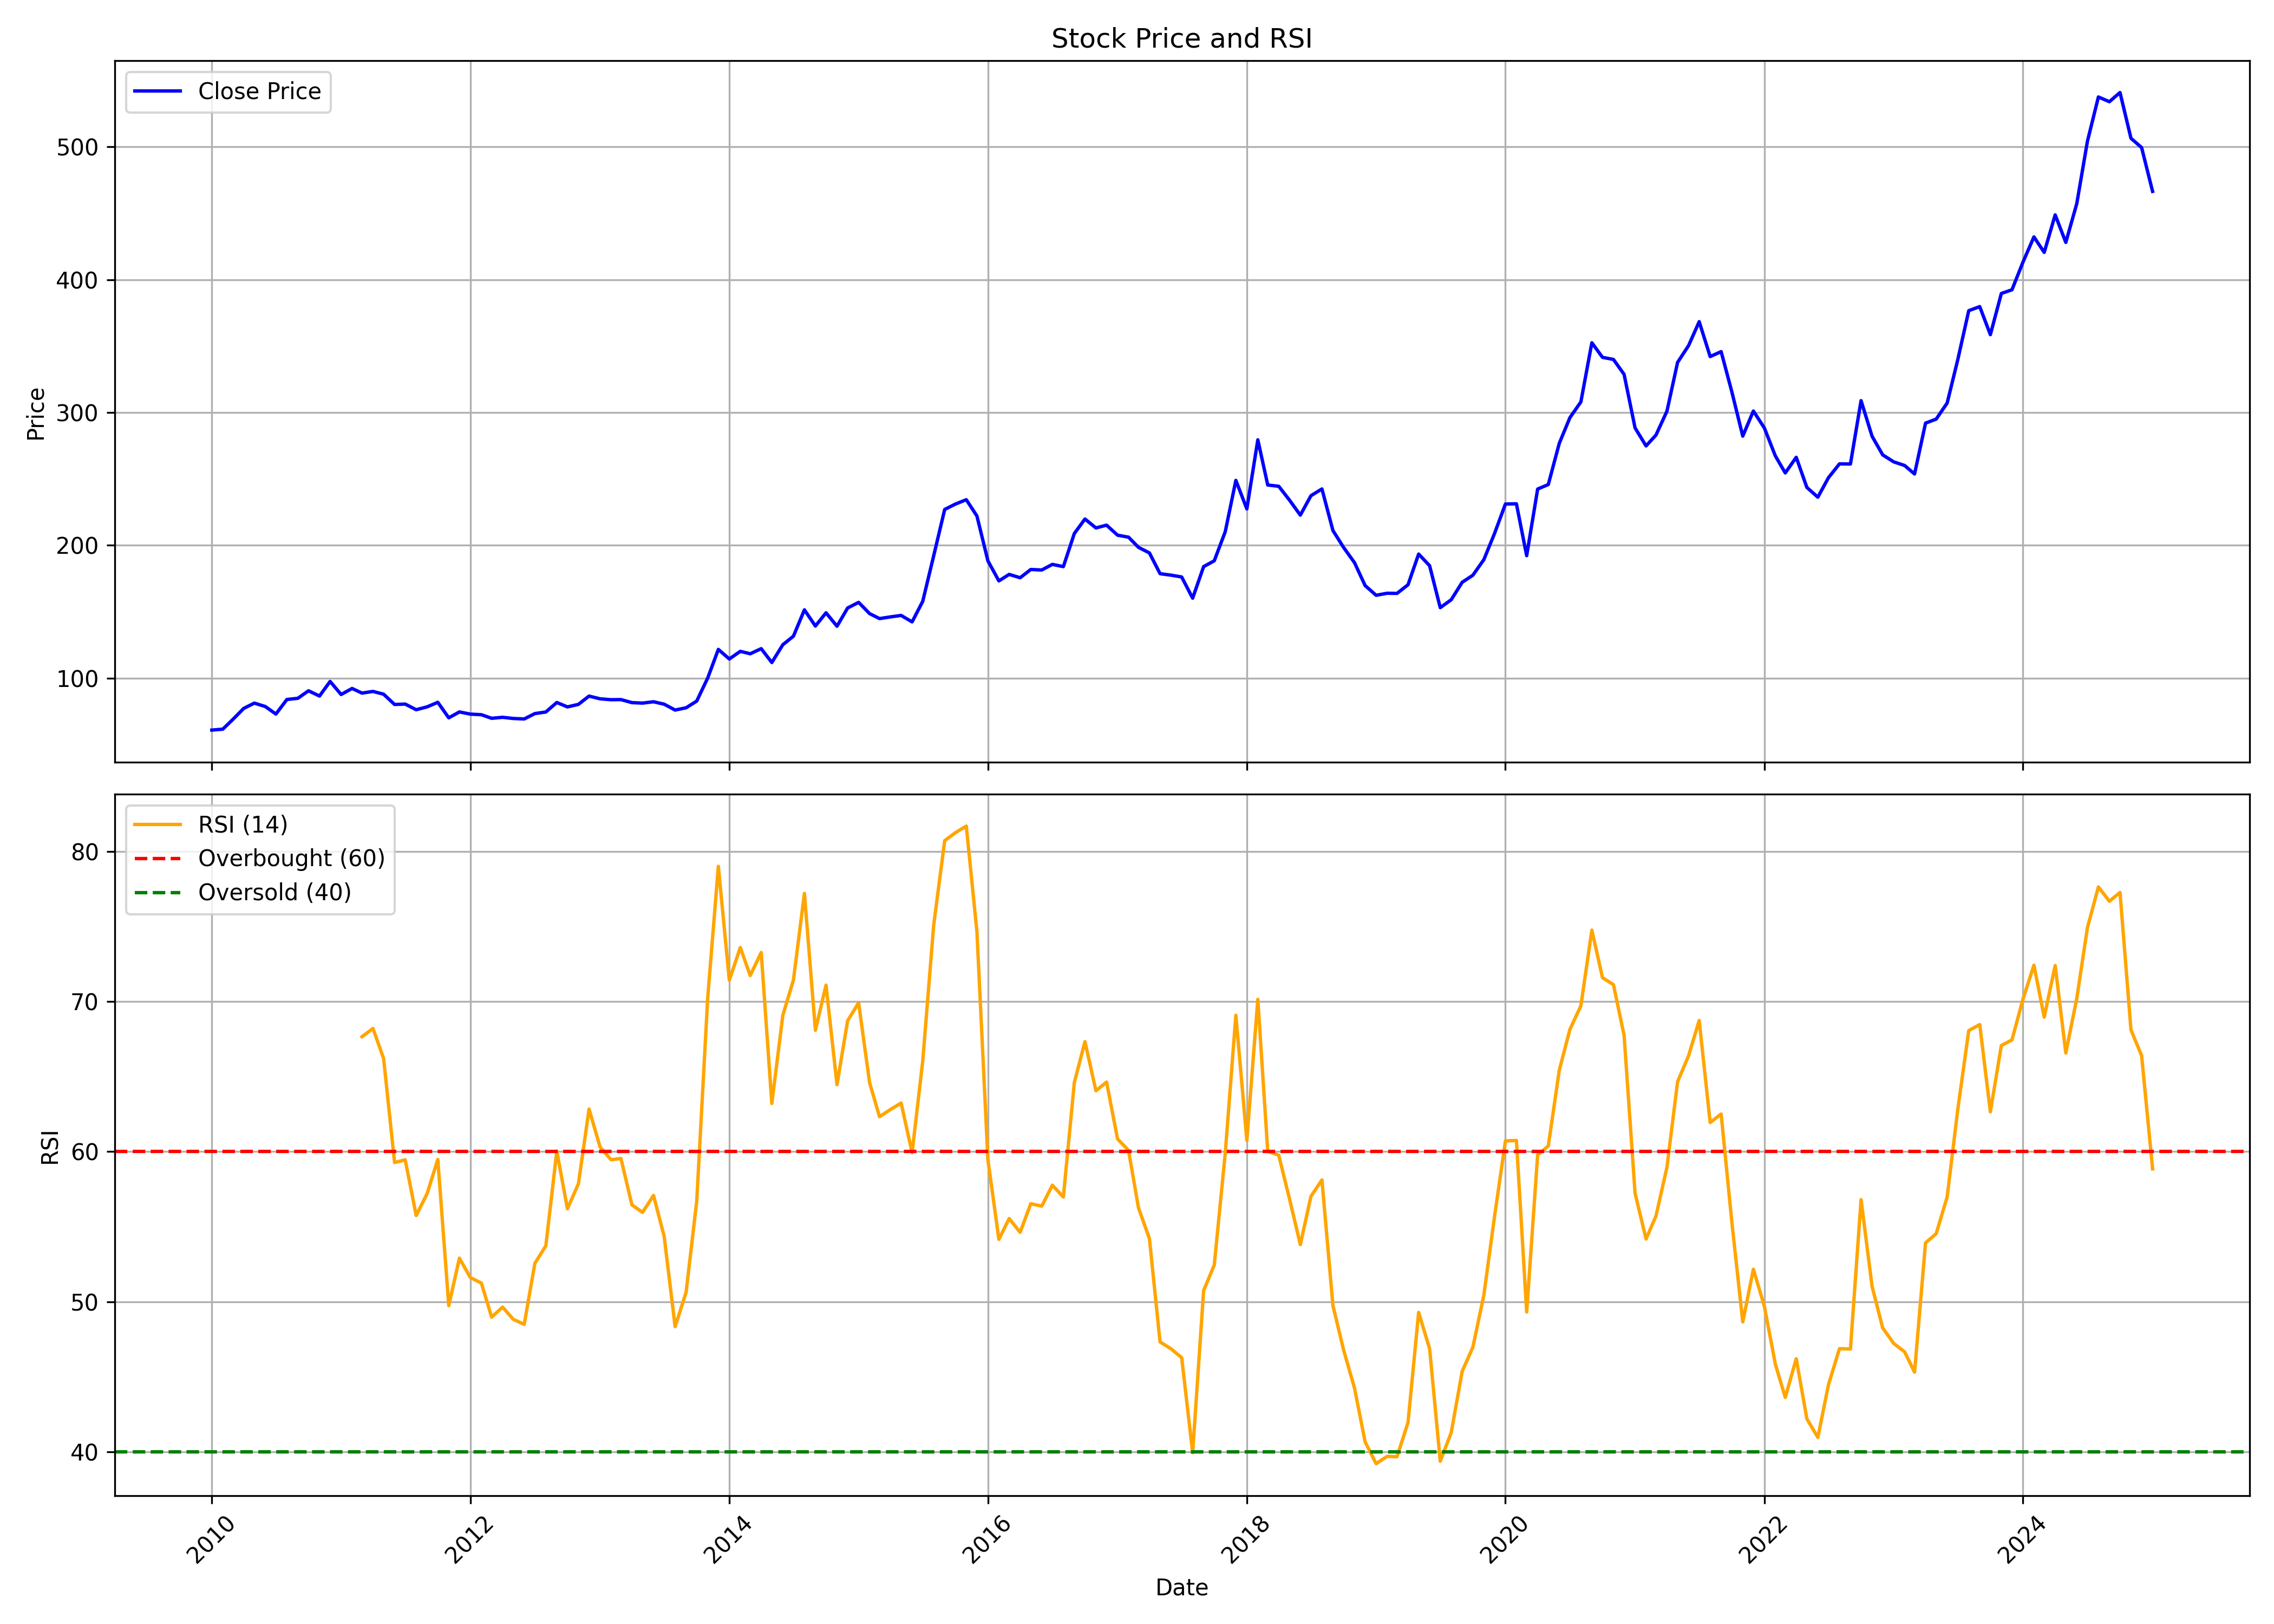 Stock Price and RSI
Close Price
500
400
300
200
100
Price
RSI (14)
Overbought (60)
Oversold (40)
80
70
60
50
40
RSI
2010
2012
2014
2016
2018
2020
2022
2024
Date